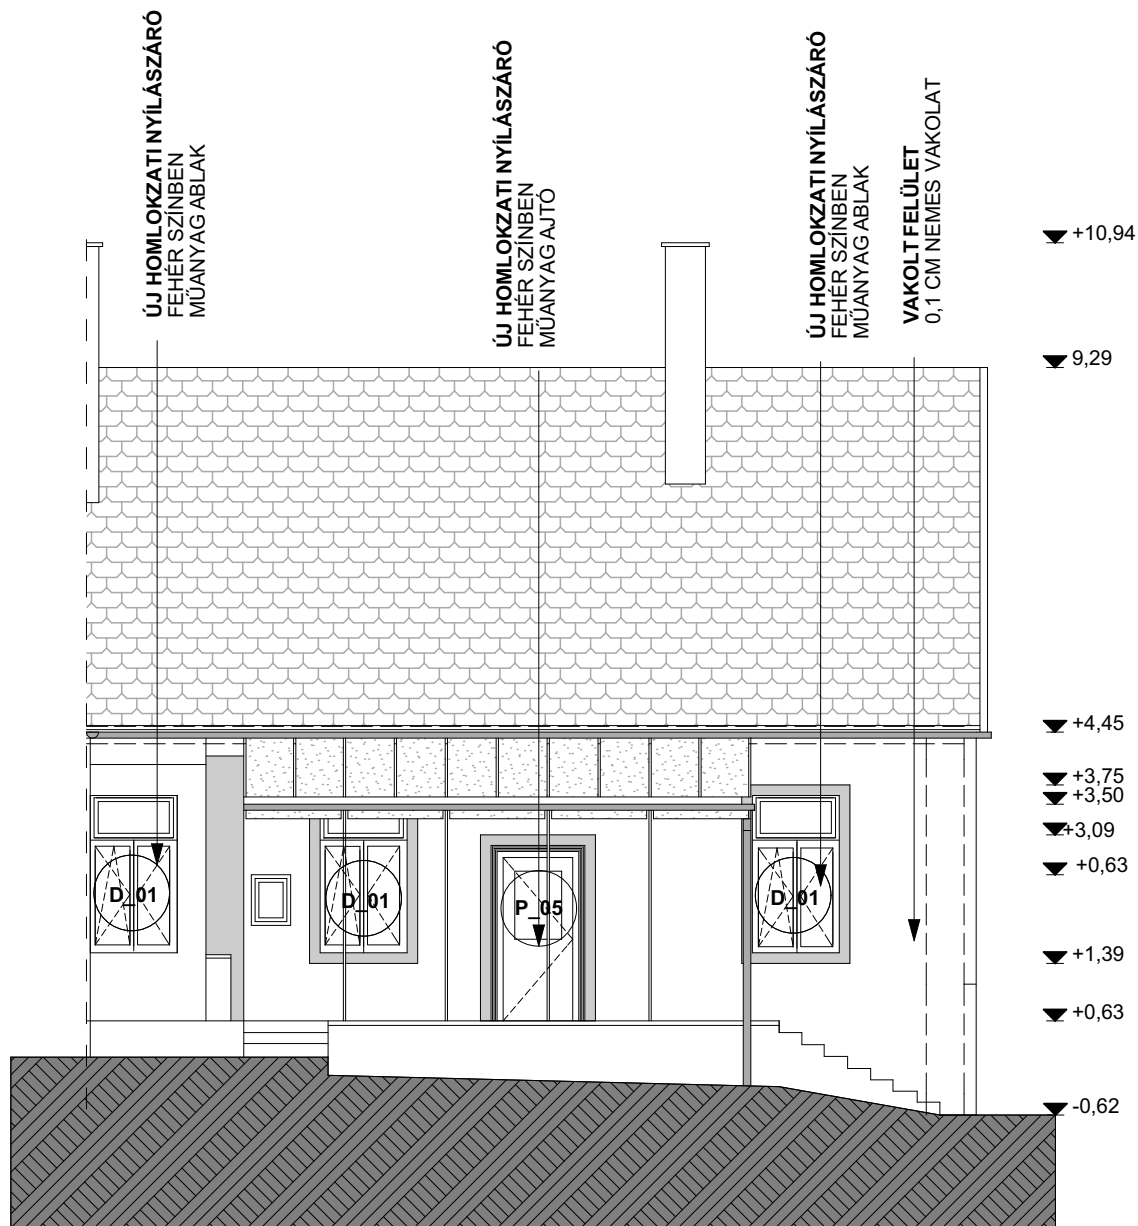 ÚJ HOMLOKZATI NYÍLÁSZÁRÓ
FEHÉR SZÍNBEN
MŰANYAG ABLAK
ÚJ HOMLOKZATI NYÍLÁSZÁRÓ
FEHÉR SZÍNBEN
MŰANYAG AJTÓ
ÚJ HOMLOKZATI NYÍLÁSZÁRÓ
FEHÉR SZÍNBEN
MŰANYAG ABLAK
VAKOLT FELÜLET
0,1 CM NEMES VAKOLAT
+10,94
9,29
+4,45
+3,75
+3,50
+3,09
+0,63
D_01
D_01
P_05
D_01
+1,39
+0,63
-0,62